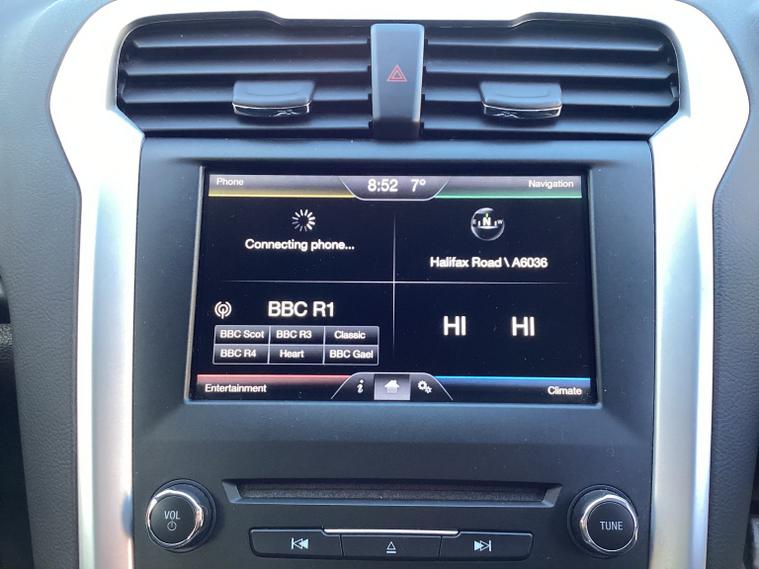 Phone
8:52 7°
Navigation
Connecting phone...
N
Halifax Road \ A6036
BBC R1
BBC Scot BBC R3 Classic
BBC R4 Heart BBC Gael
HI HI
Entertainment
i
Climate
VOL
TUNE